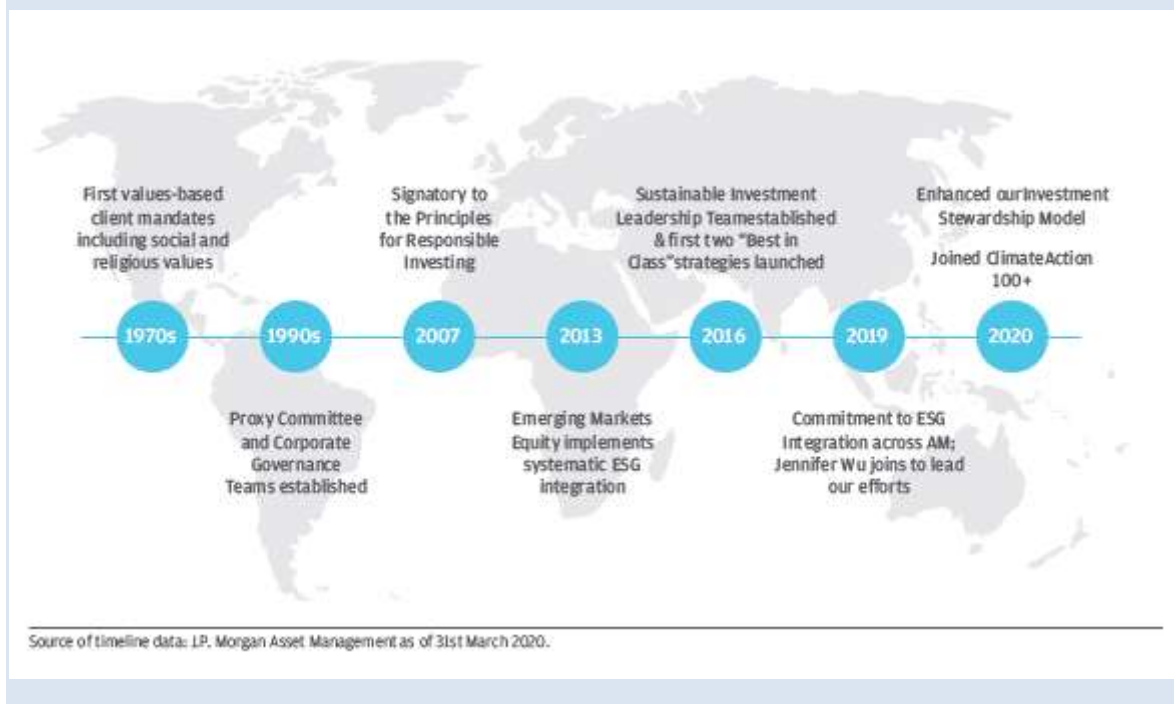 First values-based
client mandates
including social and
religious values
Signatory to
the Principles
for Responsible
Investing
Sustainable Investment
Leadership Teamestablished
& first two "Best in
Class"strategies launched
Enhanced ourInvestment
Stewardship Model
Joined ClimateAction
100+
1970s
1990s
2007
2013
2016
2019
2020
Proxy Committee
and Corporate
Governance
Teams established
Emerging Markets
Equity implements
systematic ESG
integration
Commitment to ESG
Integration across AM;
Jennifer Wu joins to lead
our efforts
Source of timeline data: J.P. Morgan Asset Management as of 31st March 2020.